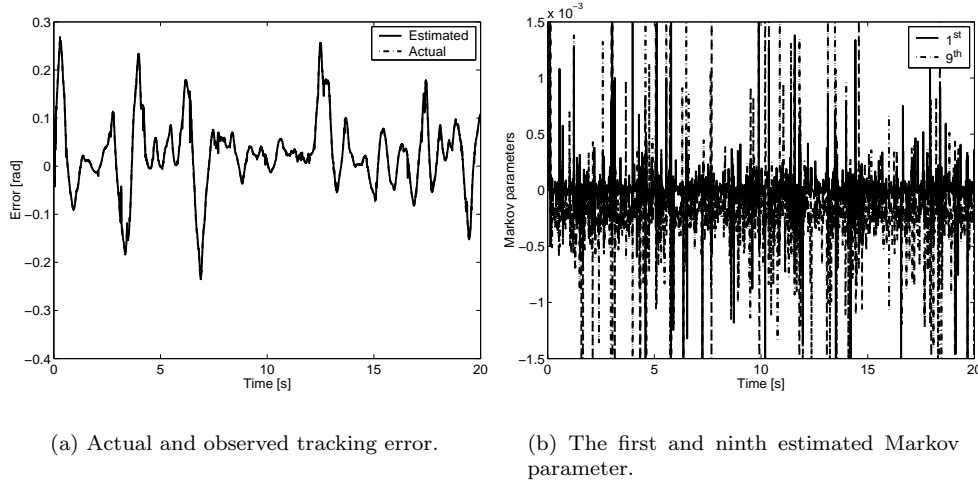 0.3
0.2
0.1
0
−0.1
−0.2
−0.3
−0.4
Error [rad]
0 5 10 15 20
Time [s]
Estimated
Actual
x 10⁻³
1.5
1
0.5
0
−0.5
−1
−1.5
Markov parameters
0 5 10 15 20
Time [s]
1st
9th
(a) Actual and observed tracking error.
(b) The first and ninth estimated Markov
parameter.